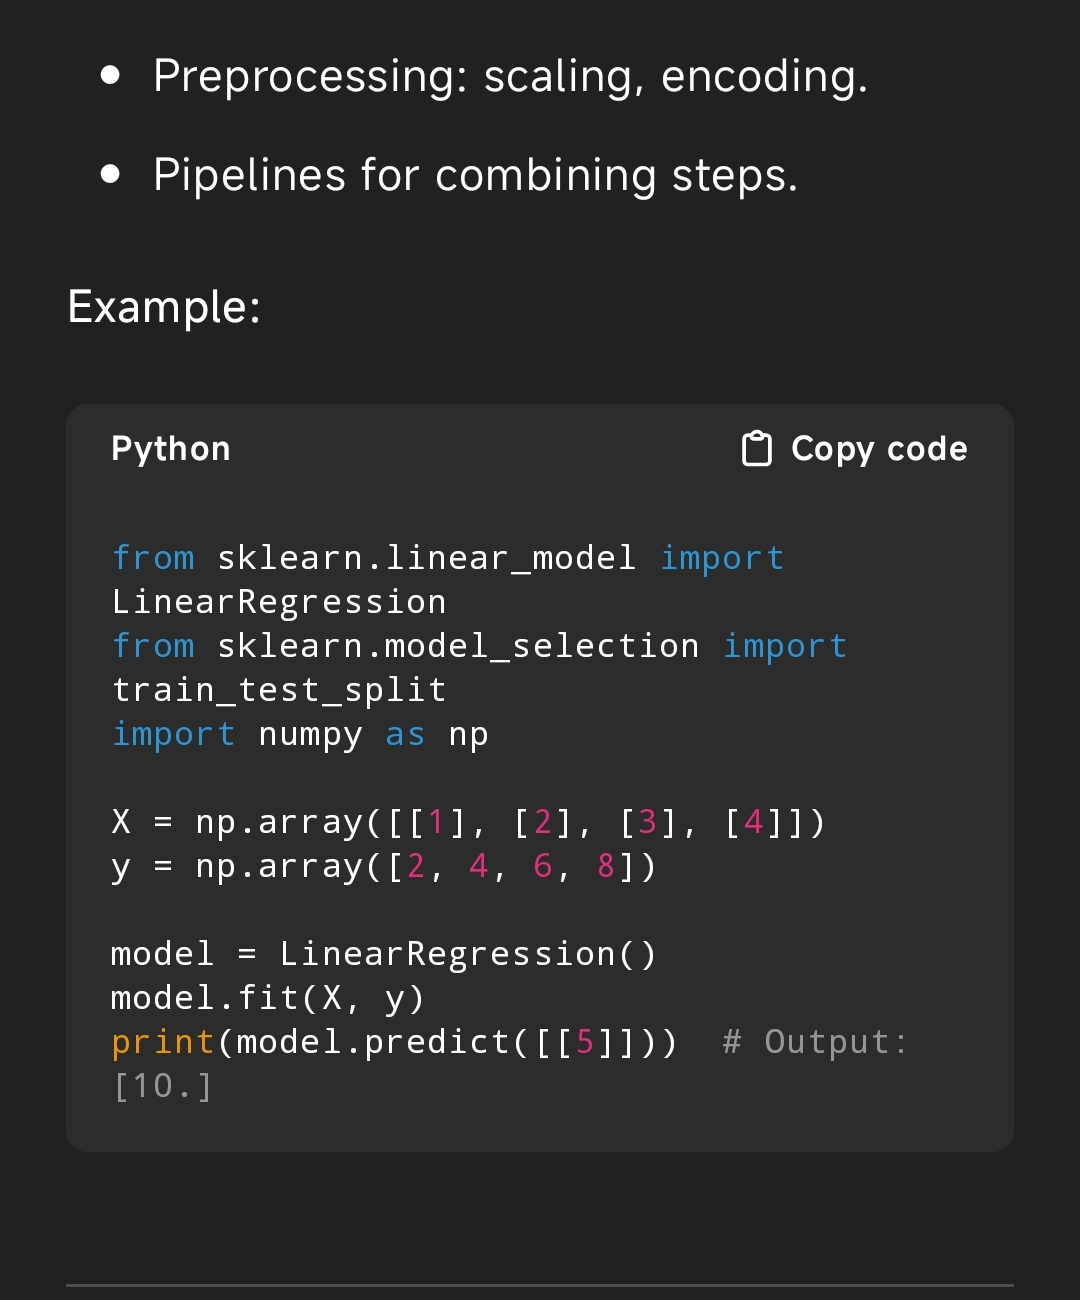 Preprocessing: scaling, encoding.
Pipelines for combining steps.
Example:
Python
Copy code
from sklearn.linear_model import
LinearRegression
from sklearn.model_selection import
train_test_split
import numpy as np
X = np.array([[1], [2], [3], [4]])
y = np.array([2, 4, 6, 8])
model = LinearRegression()
model.fit(X, y)
print(model.predict([[5]]))  # Output:
[10.]